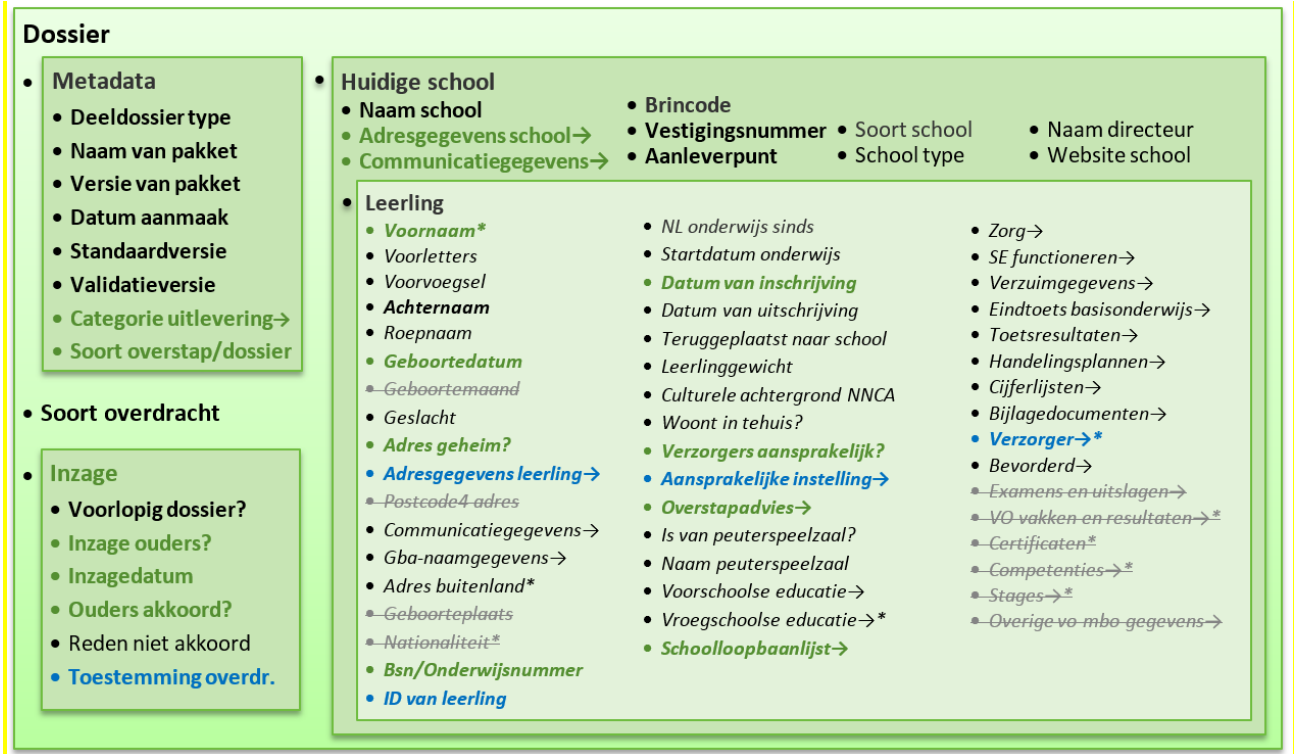 Dossier
• Metadata
• Deeldossier type
• Naam van pakket
• Versie van pakket
• Datum aanmaak
• Standaardversie
• Validatieversie
• Categorie uitlevering→
• Soort overstap/dossier
• Soort overdracht
• Inzage
• Voorlopig dossier?
• Inzage ouders?
• Inzagedatum
• Ouders akkoord?
• Reden niet akkoord
• Toestemming overdr.
• Huidige school
• Naam school
• Adresgegevens school→
• Communicatiegegevens→
• Brincode
• Vestigingsnummer
• Aanleverpunt
• Soort school
• School type
• Naam directeur
• Website school
• Leerling
• Voornaam*
• Voorletters
• Voorvoegsel
• Achternaam
• Roepnaam
• Geboortedatum
• Geboortemaand
• Geslacht
• Adres geheim?
• Adresgegevens leerling→
• Postcode4 adres
• Communicatiegegevens→
• Gba-naamgegevens→
• Adres buitenland*
• Geboorteplaats
• Nationaliteit*
• Bsn/Onderwijsnummer
• ID van leerling
• NL onderwijs sinds
• Startdatum onderwijs
• Datum van inschrijving
• Datum van uitschrijving
• Teruggeplaatst naar school
• Leerlinggewicht
• Culturele achtergrond NNCA
• Woont in tehuis?
• Verzorgers aansprakelijk?
• Aansprakelijke instelling→
• Overstapadvies→
• Is van peuterspeelzaal?
• Naam peuterspeelzaal
• Voorschoolse educatie→
• Vroegschoolse educatie→*
• Schoolloopbaanlijst→
• Zorg→
• SE functioneren→
• Verzuimgegevens→
• Eindtoets basisonderwijs→
• Toetsresultaten→
• Handelingsplannen→
• Cijferlijsten→
• Bijlagedocumenten→
• Verzorger→*
• Bevorderd→
• Examens en uitslagen→
• VO vakken en resultaten→*
• Certificaten*
• Competenties→*
• Stages→*
• Overige vo mbo gegevens→